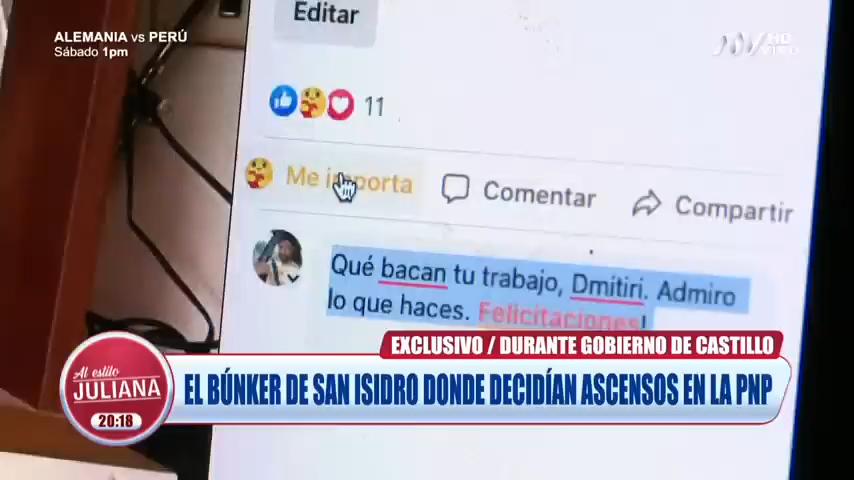 ALEMANIA vs PERÚ
Sábado 1pm
HD
VIVO
Editar
11
Me importa
Comentar
Compartir
Qué bacan tu trabajo, Dmitiri. Admiro
lo que haces. Felicitaciones!
EXCLUSIVO / DURANTE GOBIERNO DE CASTILLO
EL BÚNKER DE SAN ISIDRO DONDE DECIDÍAN ASCENSOS EN LA PNP
Al estilo
JULIANA
20:18